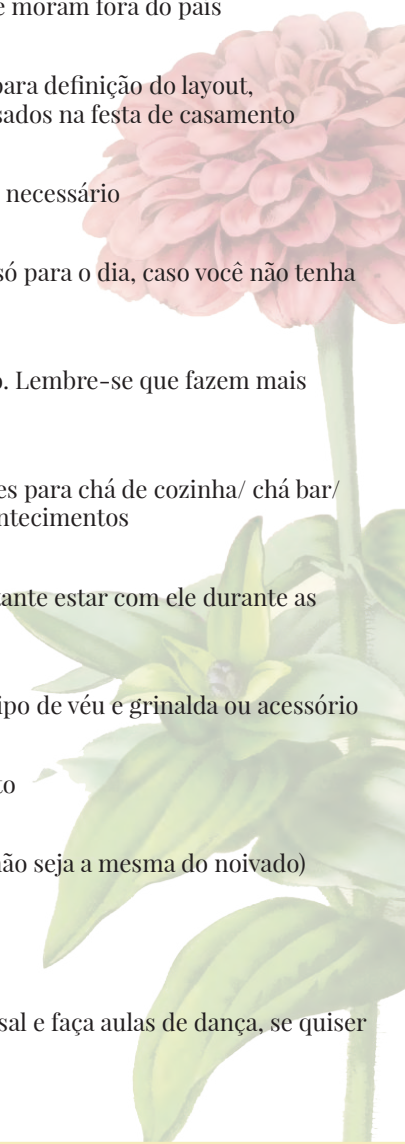 e moram fora do país
para definição do layout,
sados na festa de casamento
necessário
só para o dia, caso você não tenha
o. Lembre-se que fazem mais
es para chá de cozinha/ chá bar/
ntecimentos
tante estar com ele durante as
ipo de véu e grinalda ou acessório
to
não seja a mesma do noivado)
sal e faça aulas de dança, se quiser